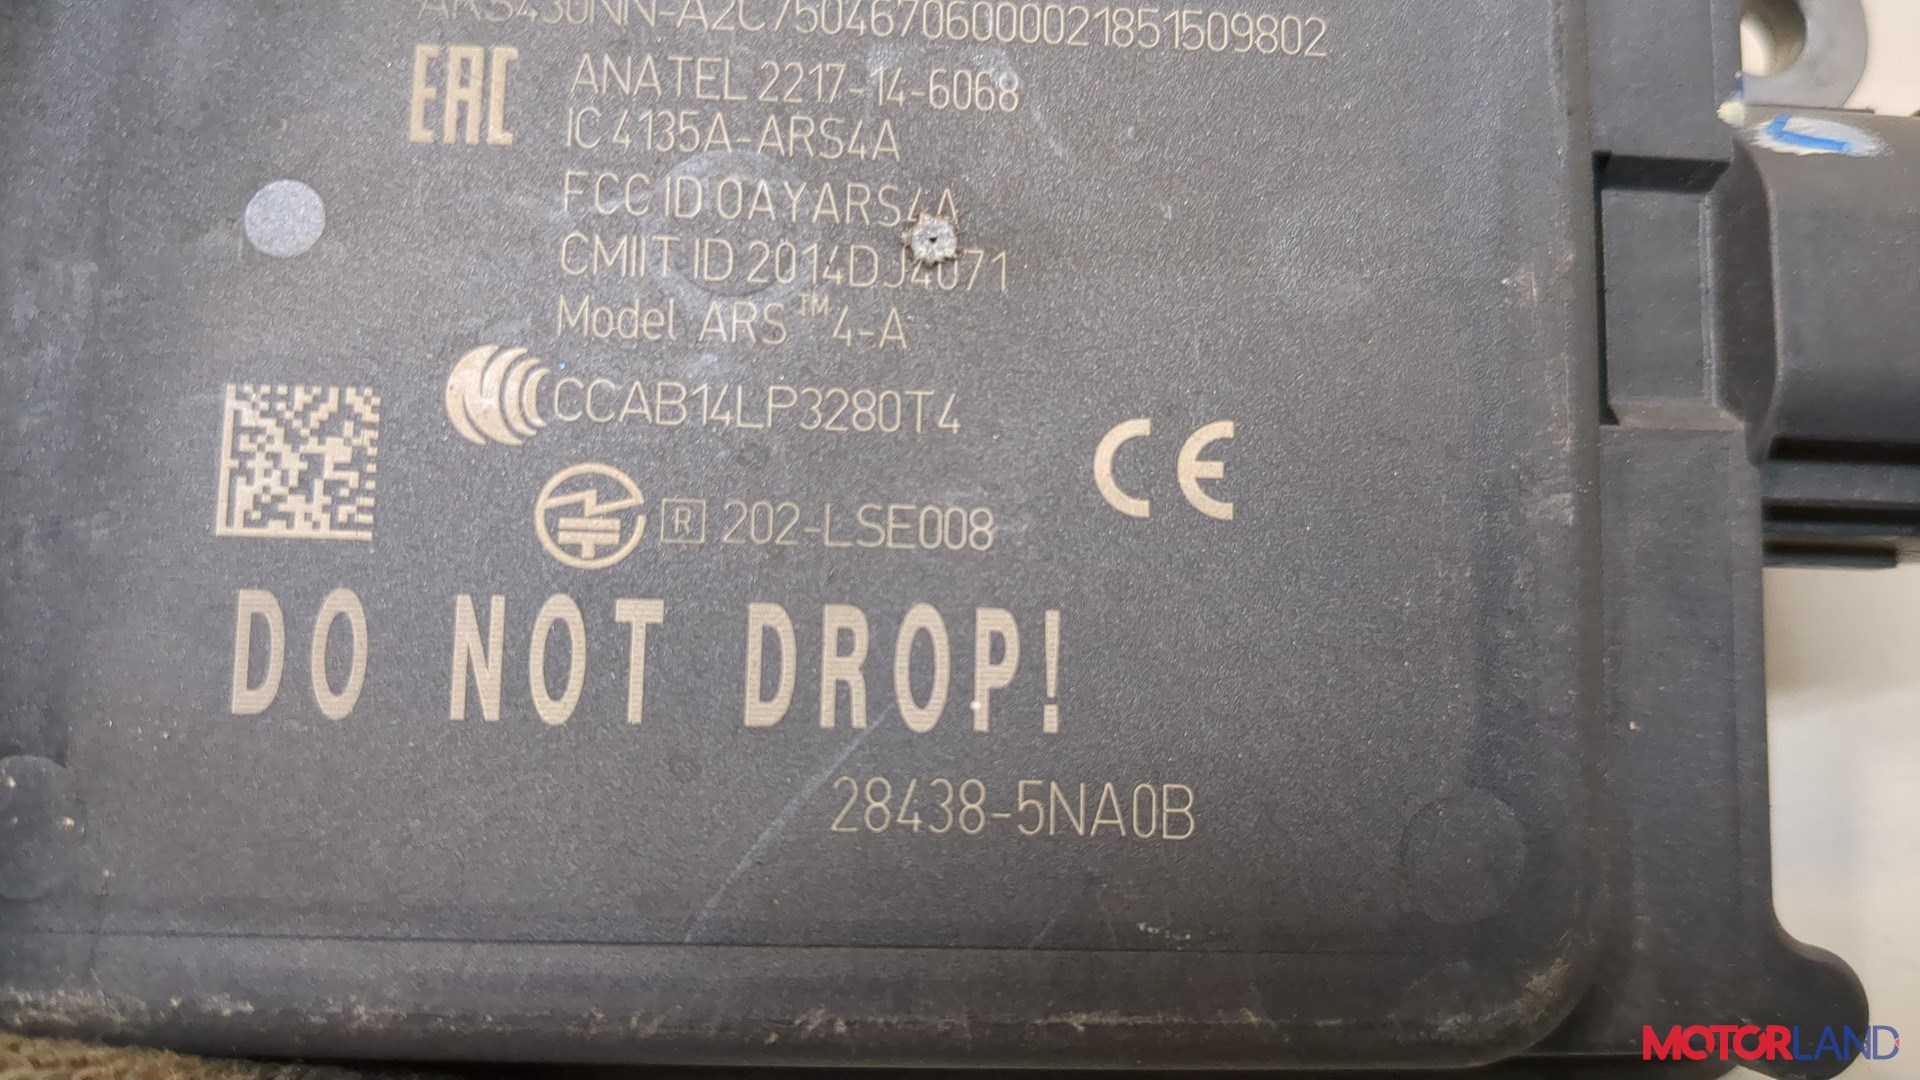 ARS430NN-A2C75046706000021851509802
EAC
ANATEL 2217-14-6068
IC 4135A-ARS4A
FCC ID OAYARS4A
CMIIT ID 2014DJ4071
Model ARS™4-A
CCAB14LP3280T4
CE
R 202-LSE008
DO NOT DROP!
28438-5NA0B
MOTORLAND